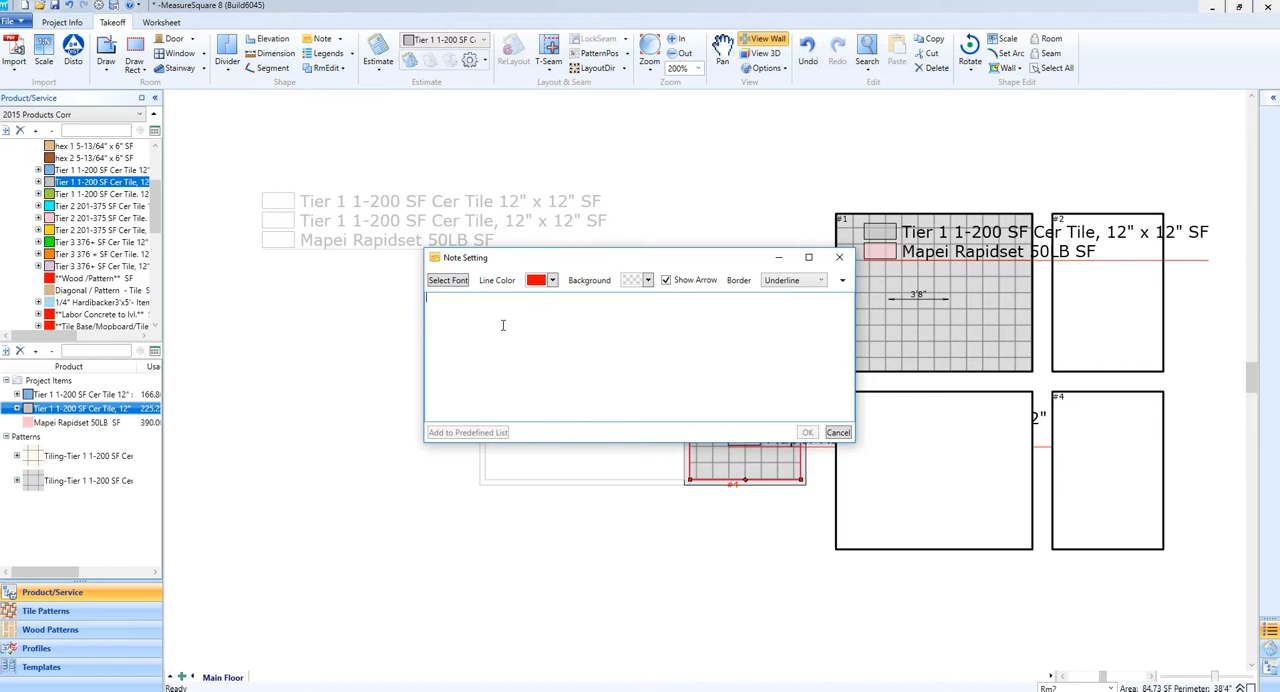 * -MeasureSquare 8 (Build6045)
File Project Info Takeoff Worksheet
Import Scale Disto Draw Draw Rect Door Window Stairway Divider Elevation Dimension Segment Note Legends RmEdit Estimate Tier 1 1-200 SF C ReLayout T-Seam LockSeam PatternPos LayoutDir Zoom In Out 200% Pan View Wall View 3D Options Undo Redo Search Paste Copy Cut Delete Rotate Scale Set Arc Wall Room Seam Select All
Import Room Shape Estimate Layout & Seam Zoom View Edit Shape Edit
Product/Service
2015 Products Corr
hex 1 5-13/64" x 6" SF
hex 2 5-13/64" x 6" SF
Tier 1 1-200 SF Cer Tile 12"
Tier 1 1-200 SF Cer Tile, 12"
Tier 1 1-200 SF Cer Tile. 12
Tier 2 201-375 SF Cer Tile
Tier 2 201-375 SF Cer Tile.
Tier 2 201-375 SF Cer Tile.
Tier 3 376+ SF Cer Tile 12"
Tier 3 376+ SF Cer Tile, 12
Tier 3 376+ SF Cer Tile. 12
**Wood /Pattern - Tile
Diagonal / Pattern - Tile S
1/4" Hardibacker3'x5'- Iten
**Labor Concrete to lvl.*
**Tile Base/Mopboard/Tile
Product Usa
Project Items
Tier 1 1-200 SF Cer Tile 12" : 166.8
Tier 1 1-200 SF Cer Tile, 12" 225.2
Mapei Rapidset 50LB SF 390.0
Patterns
Tiling-Tier 1 1-200 SF Cer
Tiling-Tier 1 1-200 SF Cer
Product/Service
Tile Patterns
Wood Patterns
Profiles
Templates
Ready
Tier 1 1-200 SF Cer Tile 12" x 12" SF
Tier 1 1-200 SF Cer Tile, 12" x 12" SF
Mapei Rapidset 50LB SF
Note Setting
Select Font Line Color Background Show Arrow Border Underline
Add to Predefined List OK Cancel
#1 #2
Tier 1 1-200 SF Cer Tile, 12" x 12" SF
Mapei Rapidset 50LB SF
3'8"
#4
2"
#4
Main Floor
Rm2 Area: 84.73 SF Perimeter: 38'4"